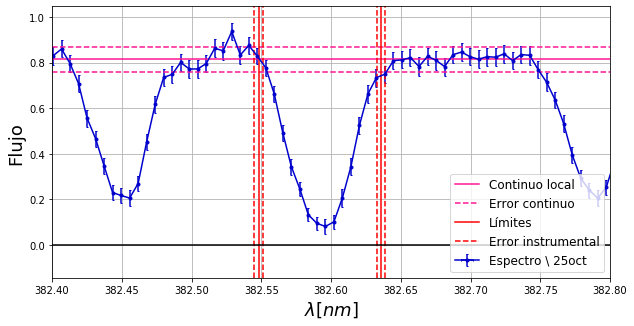 1.0
0.8
0.6
0.4
0.2
0.0
Flujo
Continuo local
Error continuo
Límites
Error instrumental
Espectro \ 25oct
382.40 382.45 382.50 382.55 382.60 382.65 382.70 382.75 382.80
λ[nm]